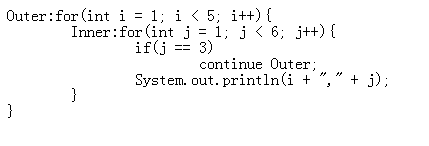 Outer:for(int i = 1; i < 5; i++){
        Inner:for(int j = 1; j < 6; j++){
                if(j == 3)
                        continue Outer;
                System.out.println(i + "," + j);
        }
}